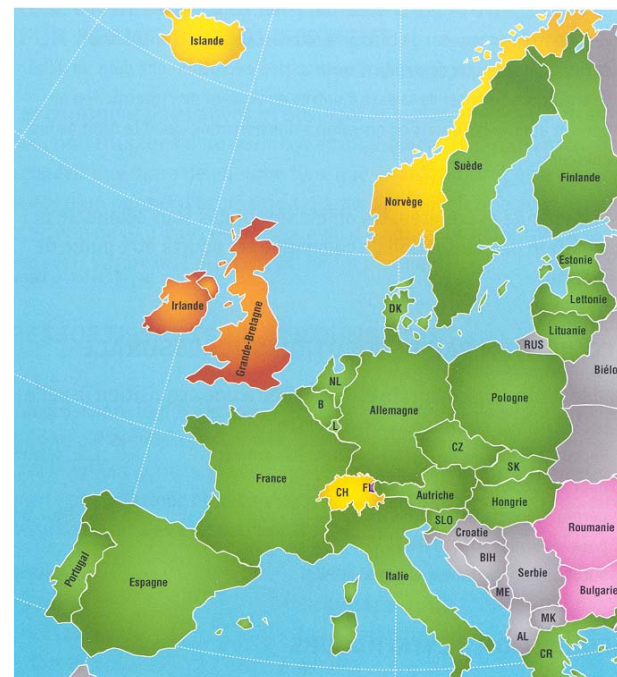 Islande
Suède
Finlande
Norvège
Estonie
Lettonie
Lituanie
DK
RUS
Irlande
Grande-Bretagne
NL
B
L
Allemagne
Pologne
Biélo
CZ
SK
France
CH
FL
Autriche
Hongrie
SLO
Croatie
Roumanie
BIH
Serbie
Portugal
Espagne
Italie
ME
Bulgarie
MK
AL
CR